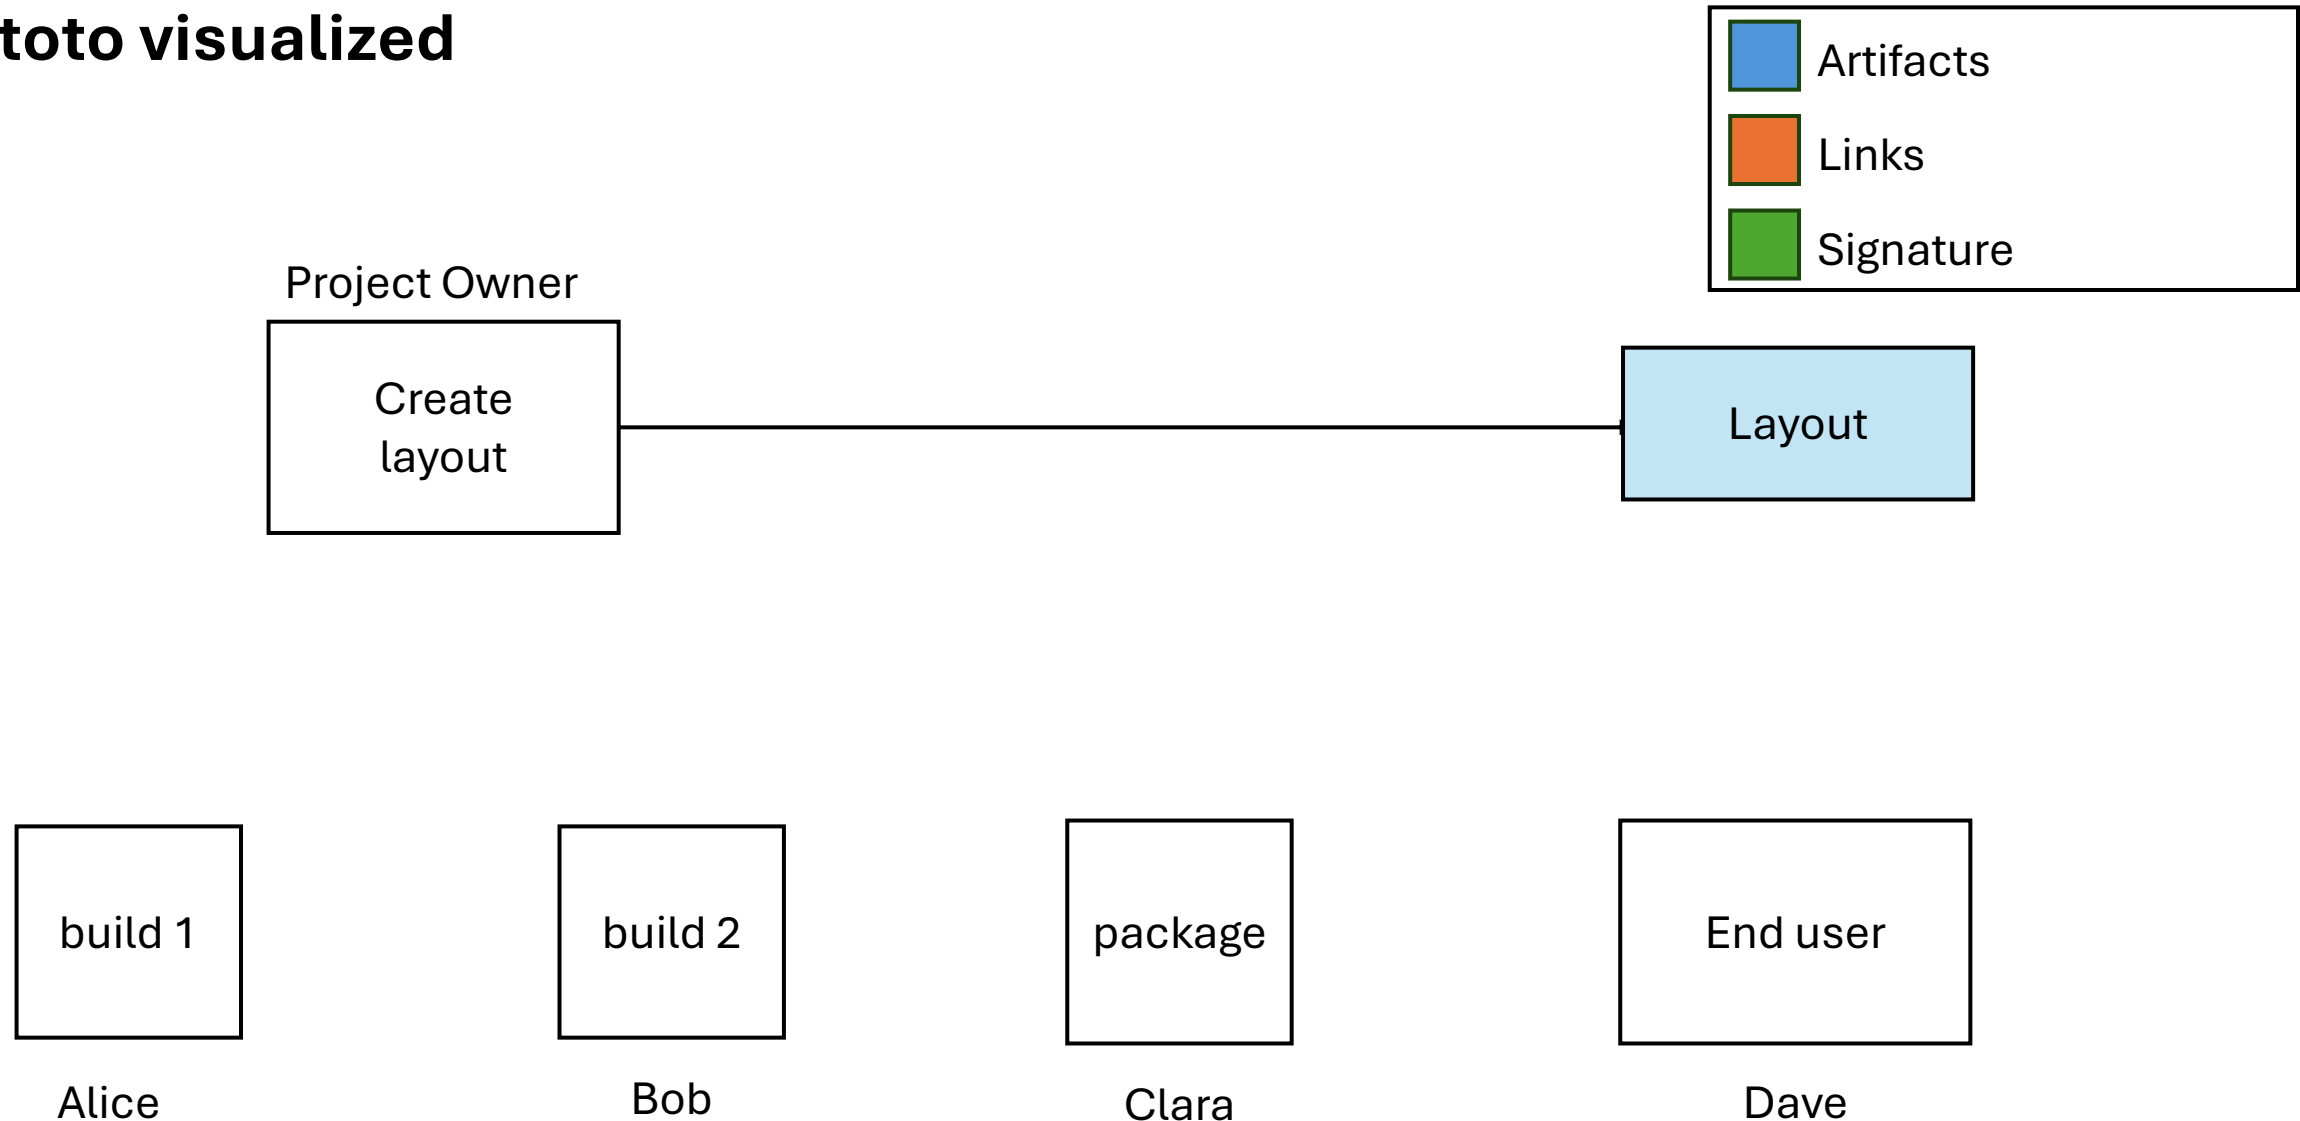 toto visualized
Artifacts
Links
Signature
Project Owner
Create
layout
Layout
build 1
build 2
package
End user
Alice
Bob
Clara
Dave